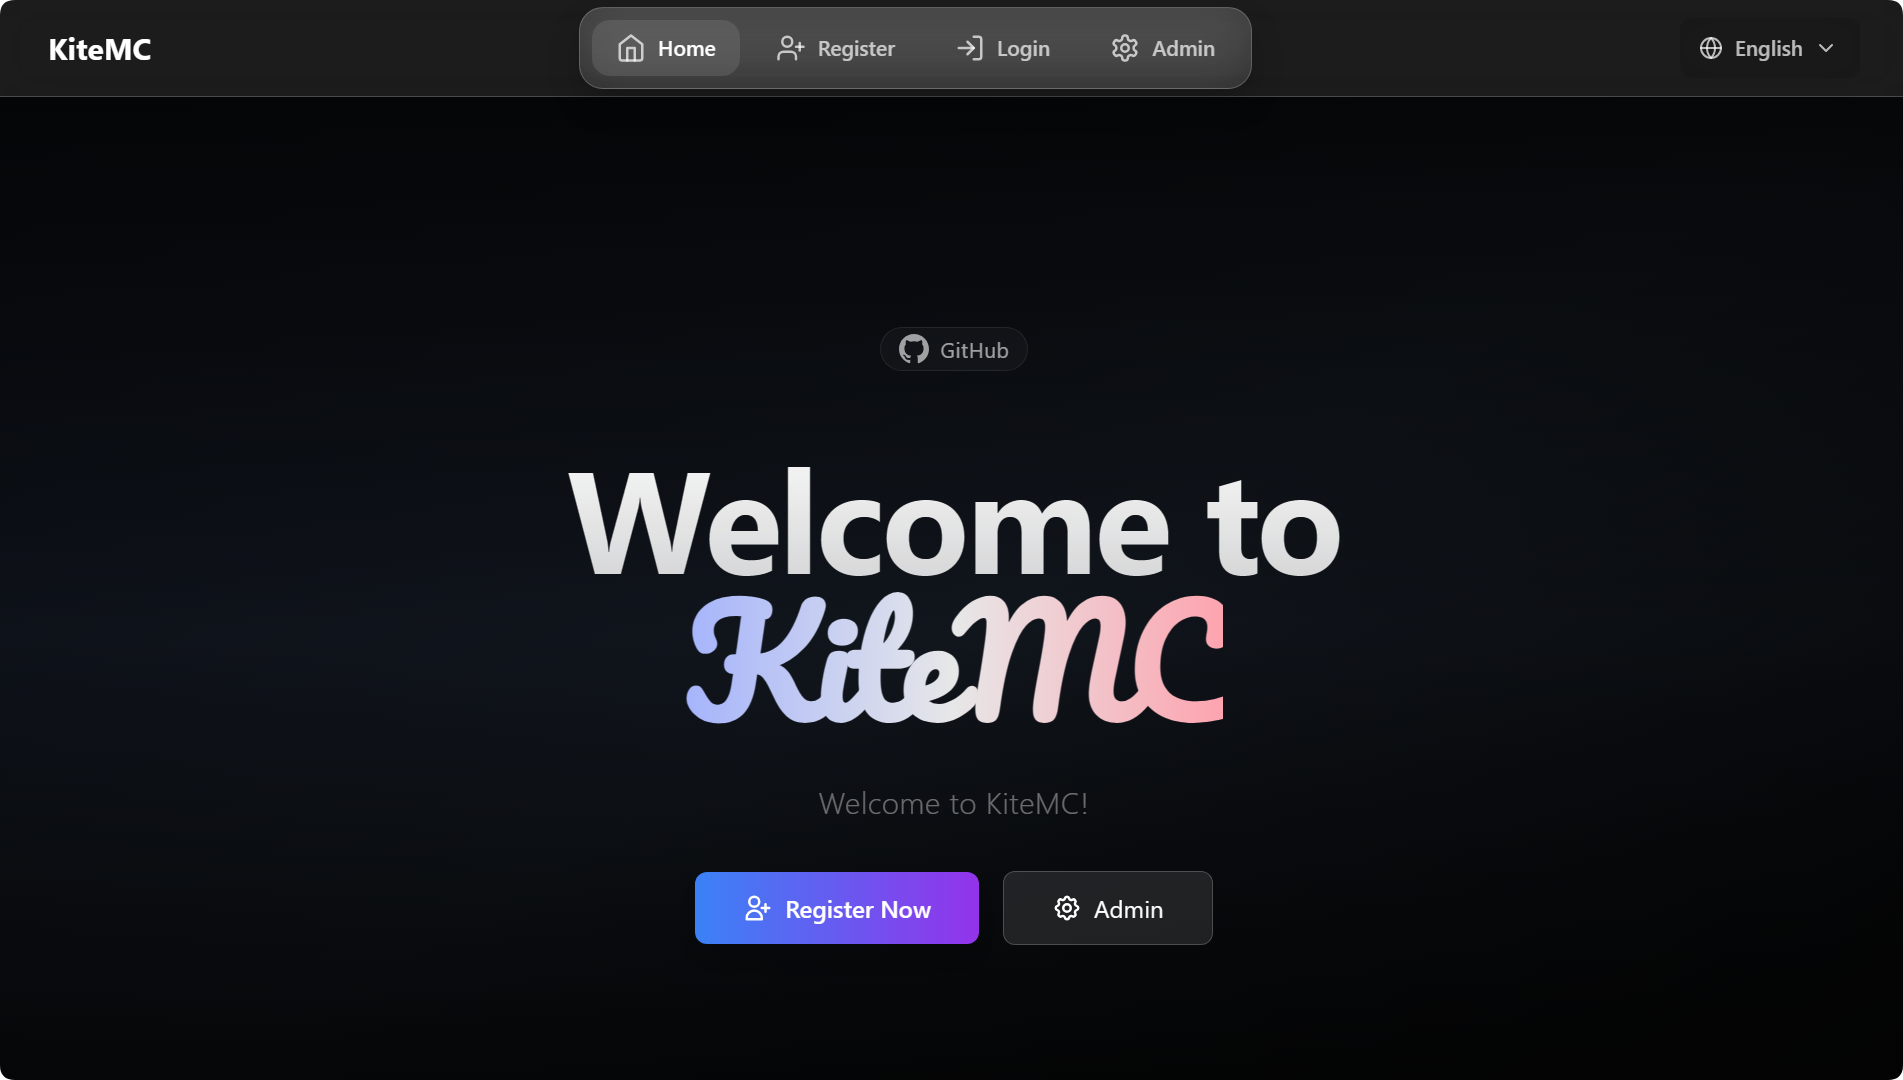 KiteMC
Home
Register
Login
Admin
English
GitHub
Welcome to
KiteMC
Welcome to KiteMC!
Register Now
Admin